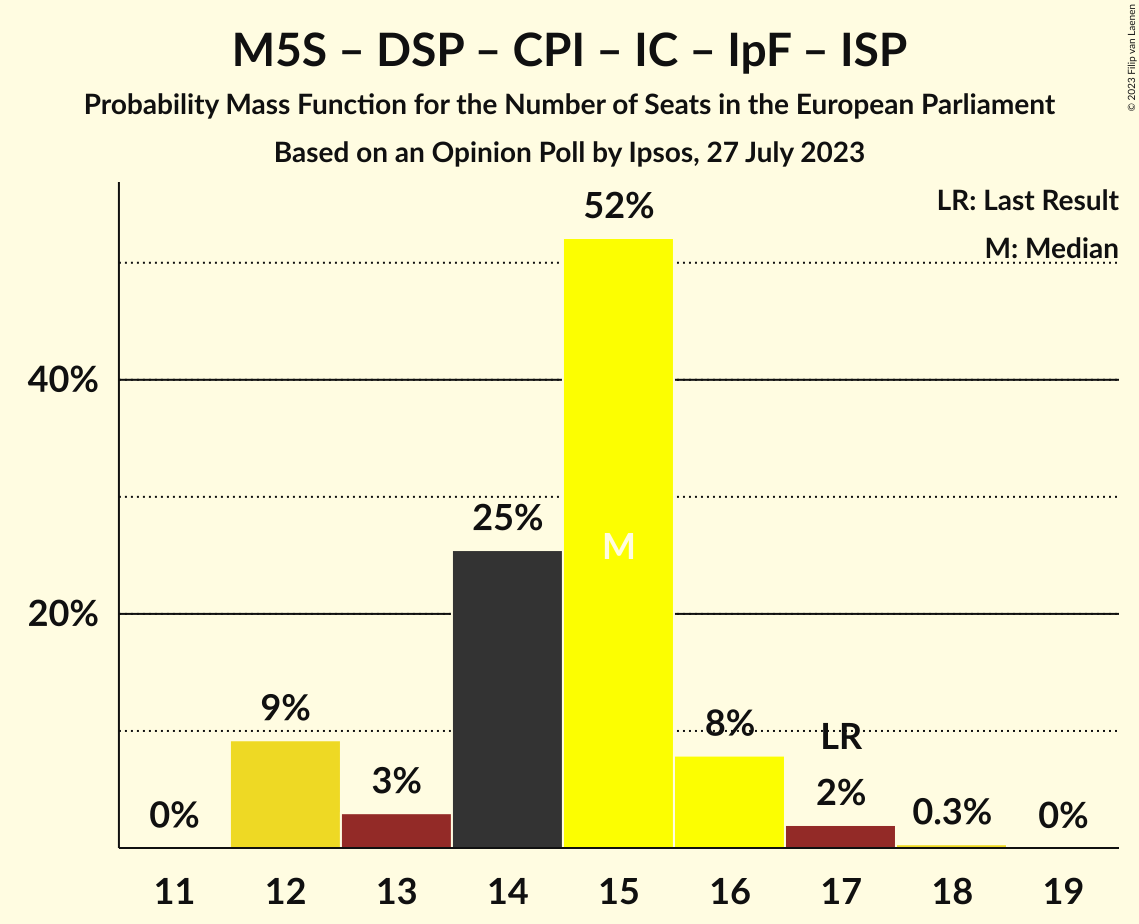 M5S – DSP – CPI – IC – IpF – ISP
Probability Mass Function for the Number of Seats in the European Parliament
Based on an Opinion Poll by Ipsos, 27 July 2023
© 2023 Filip van Laenen
LR: Last Result
M: Median
52%
40%
25%
M
20%
9%
8%
LR
3%
2%
0%
0.3%
0%
11 12 13 14 15 16 17 18 19